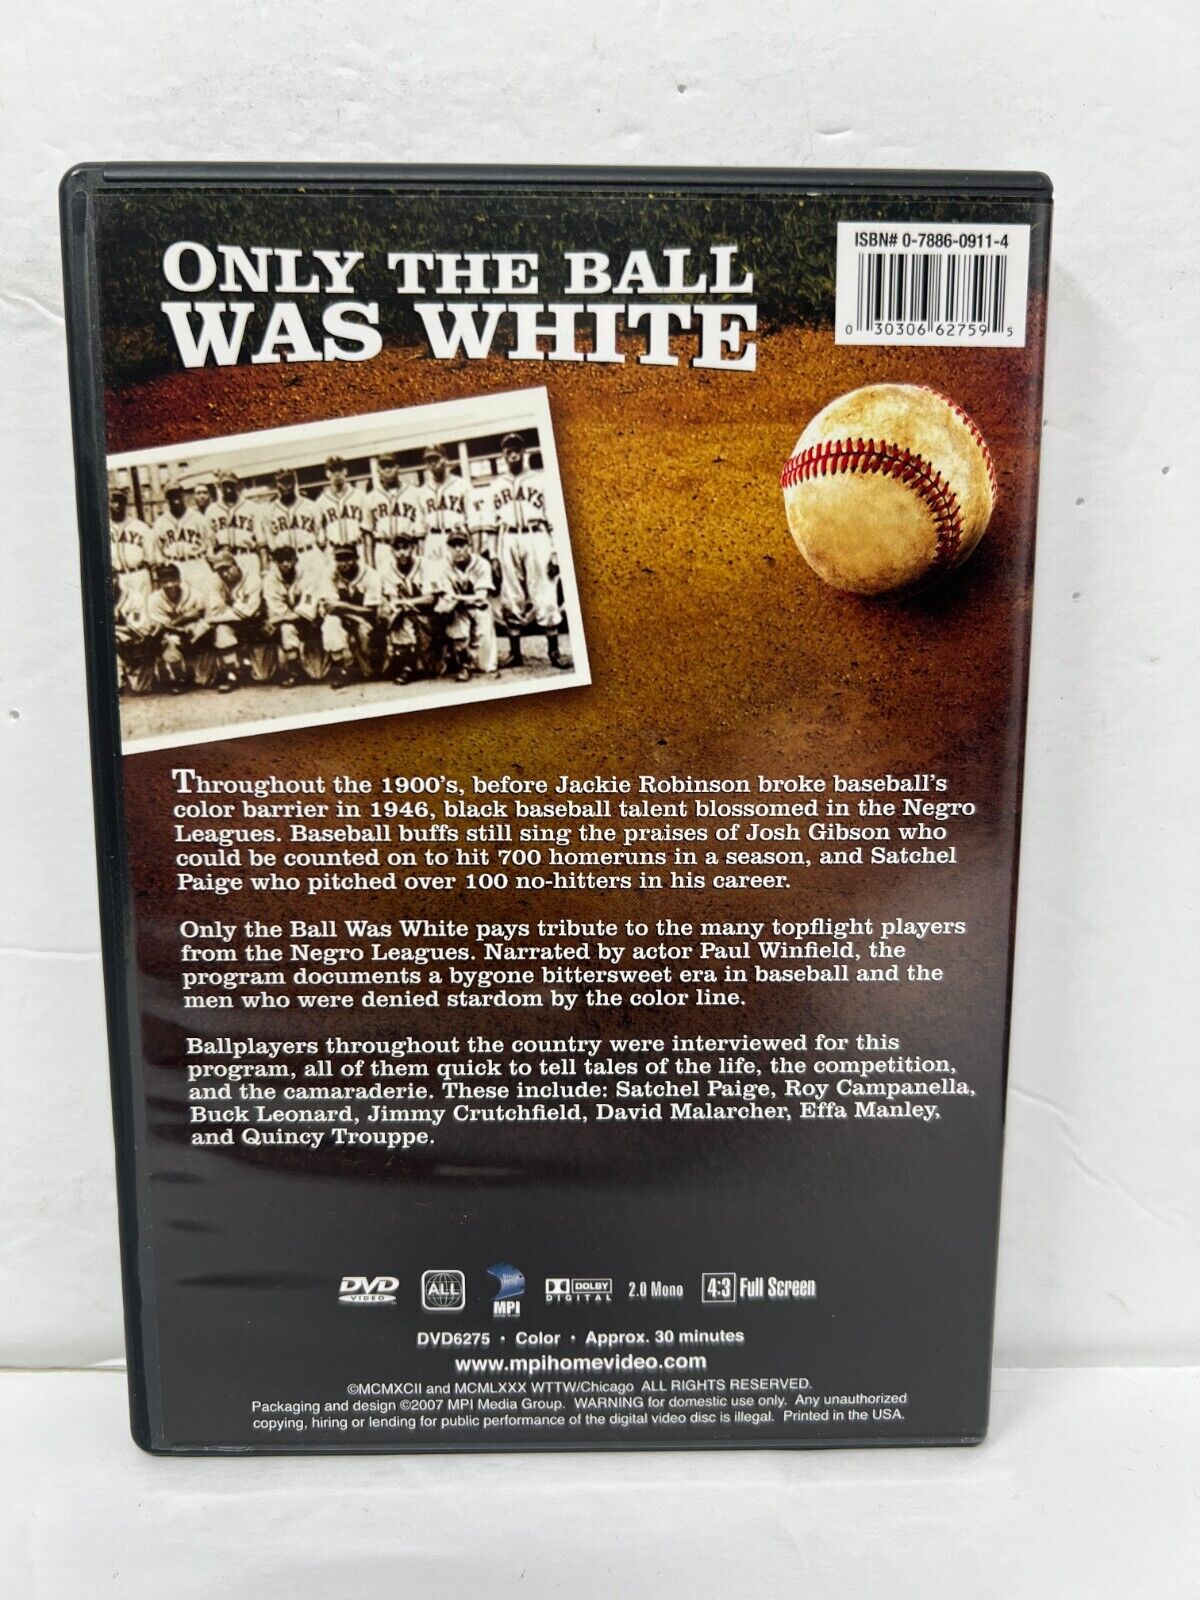 ONLY THE BALL
WAS WHITE
ISBN# 0-7886-0911-4
0 30306 62759 5
GRAYS
GRAYS
GRAYS
GRAYS
GRAYS
GRAYS
GRAYS
GRAYS
Throughout the 1900's, before Jackie Robinson broke baseball's
color barrier in 1946, black baseball talent blossomed in the Negro
Leagues. Baseball buffs still sing the praises of Josh Gibson who
could be counted on to hit 700 homeruns in a season, and Satchel
Paige who pitched over 100 no-hitters in his career.
Only the Ball Was White pays tribute to the many topflight players
from the Negro Leagues. Narrated by actor Paul Winfield, the
program documents a bygone bittersweet era in baseball and the
men who were denied stardom by the color line.
Ballplayers throughout the country were interviewed for this
program, all of them quick to tell tales of the life, the competition,
and the camaraderie. These include: Satchel Paige, Roy Campanella,
Buck Leonard, Jimmy Crutchfield, David Malarcher, Effa Manley,
and Quincy Trouppe.
DVD VIDEO ALL MPI DOLBY DIGITAL 2.0 Mono 4:3 Full Screen
DVD6275 • Color • Approx. 30 minutes
www.mpihomevideo.com
©MCMXCII and MCMLXXX WTTW/Chicago ALL RIGHTS RESERVED.
Packaging and design ©2007 MPI Media Group. WARNING for domestic use only. Any unauthorized
copying, hiring or lending for public performance of the digital video disc is illegal. Printed in the USA.